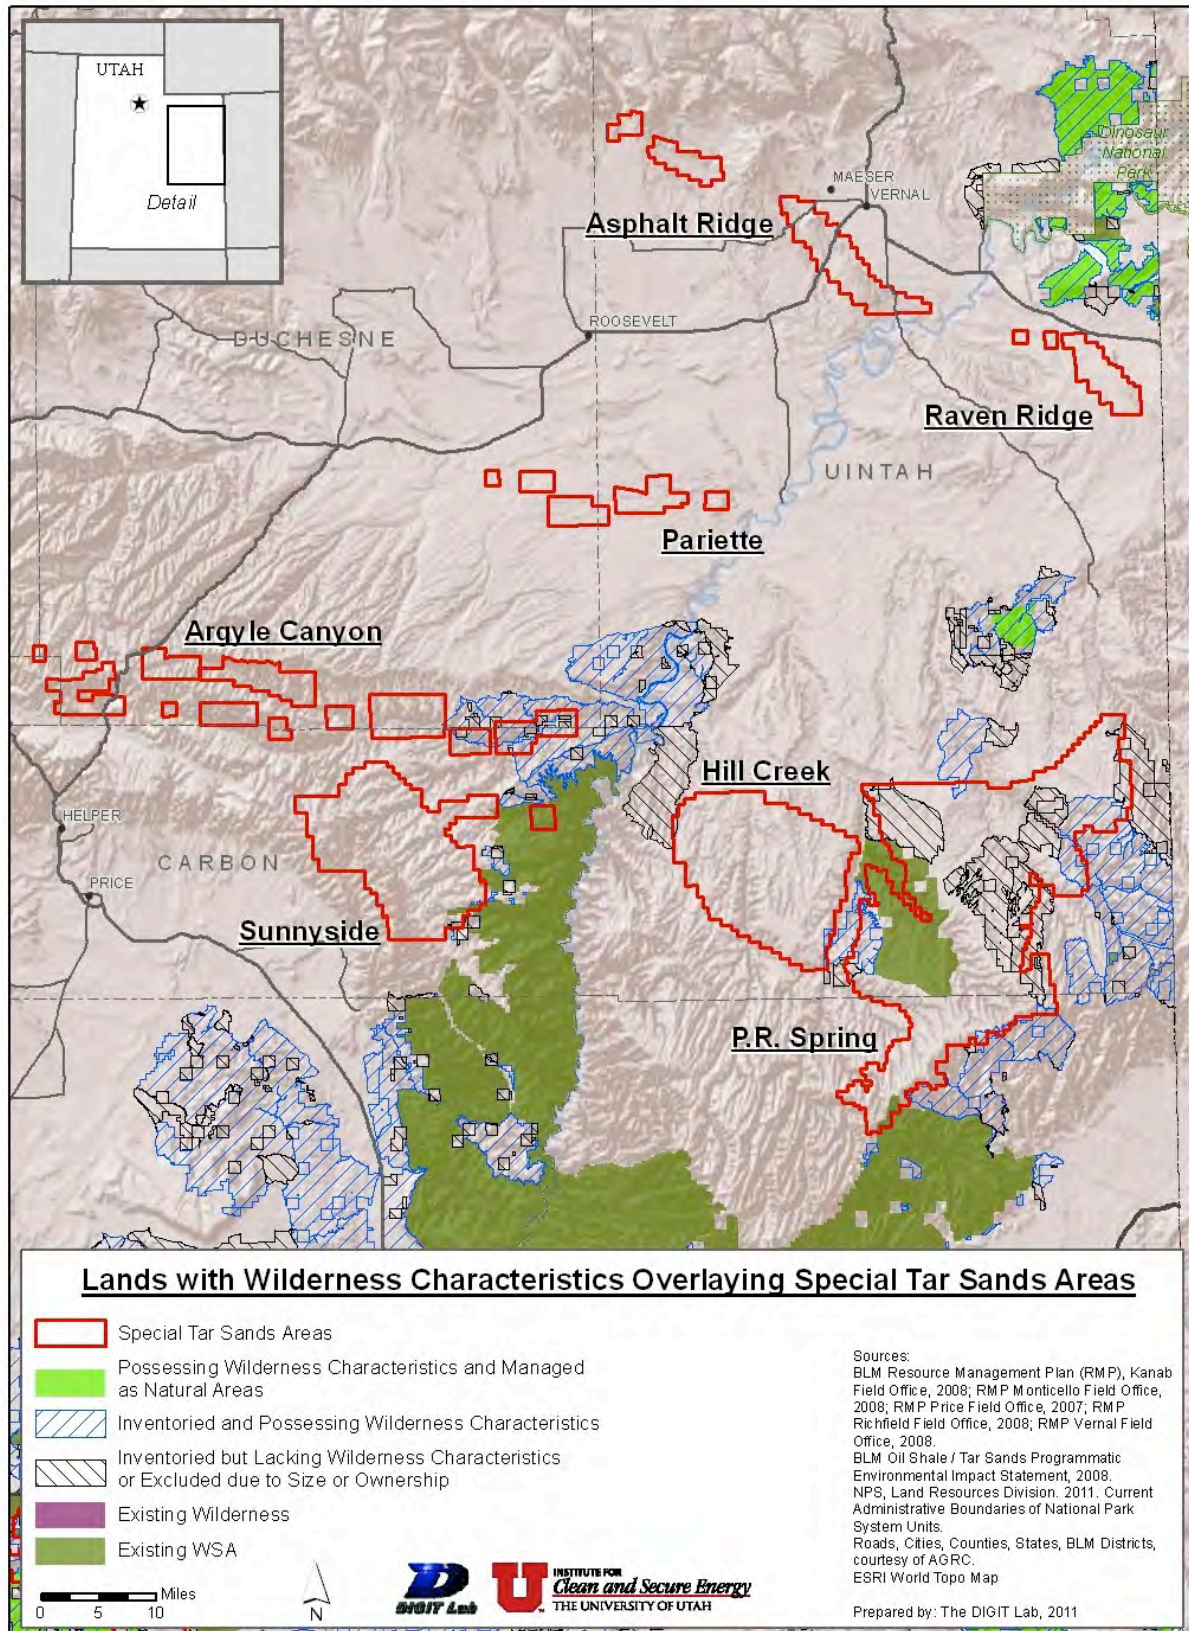 UTAH
Detail
Dinosaur
National
Park
MAESER
VERNAL
Asphalt Ridge
ROOSEVELT
DUCHESNE
Raven Ridge
UINTAH
Pariette
Argyle Canyon
Hill Creek
HELPER
CARBON
PRICE
Sunnyside
P.R. Spring
Lands with Wilderness Characteristics Overlaying Special Tar Sands Areas
Special Tar Sands Areas
Possessing Wilderness Characteristics and Managed
as Natural Areas
Inventoried and Possessing Wilderness Characteristics
Inventoried but Lacking Wilderness Characteristics
or Excluded due to Size or Ownership
Existing Wilderness
Existing WSA
Miles
0 5 10
N
DIGIT Lab
U
INSTITUTE FOR
Clean and Secure Energy
THE UNIVERSITY OF UTAH
Sources:
BLM Resource Management Plan (RMP), Kanab
Field Office, 2008; RMP Monticello Field Office,
2008; RMP Price Field Office, 2007; RMP
Richfield Field Office, 2008; RMP Vernal Field
Office, 2008.
BLM Oil Shale / Tar Sands Programmatic
Environmental Impact Statement, 2008.
NPS, Land Resources Division. 2011. Current
Administrative Boundaries of National Park
System Units.
Roads, Cities, Counties, States, BLM Districts,
courtesy of AGRC.
ESRI World Topo Map
Prepared by: The DIGIT Lab, 2011